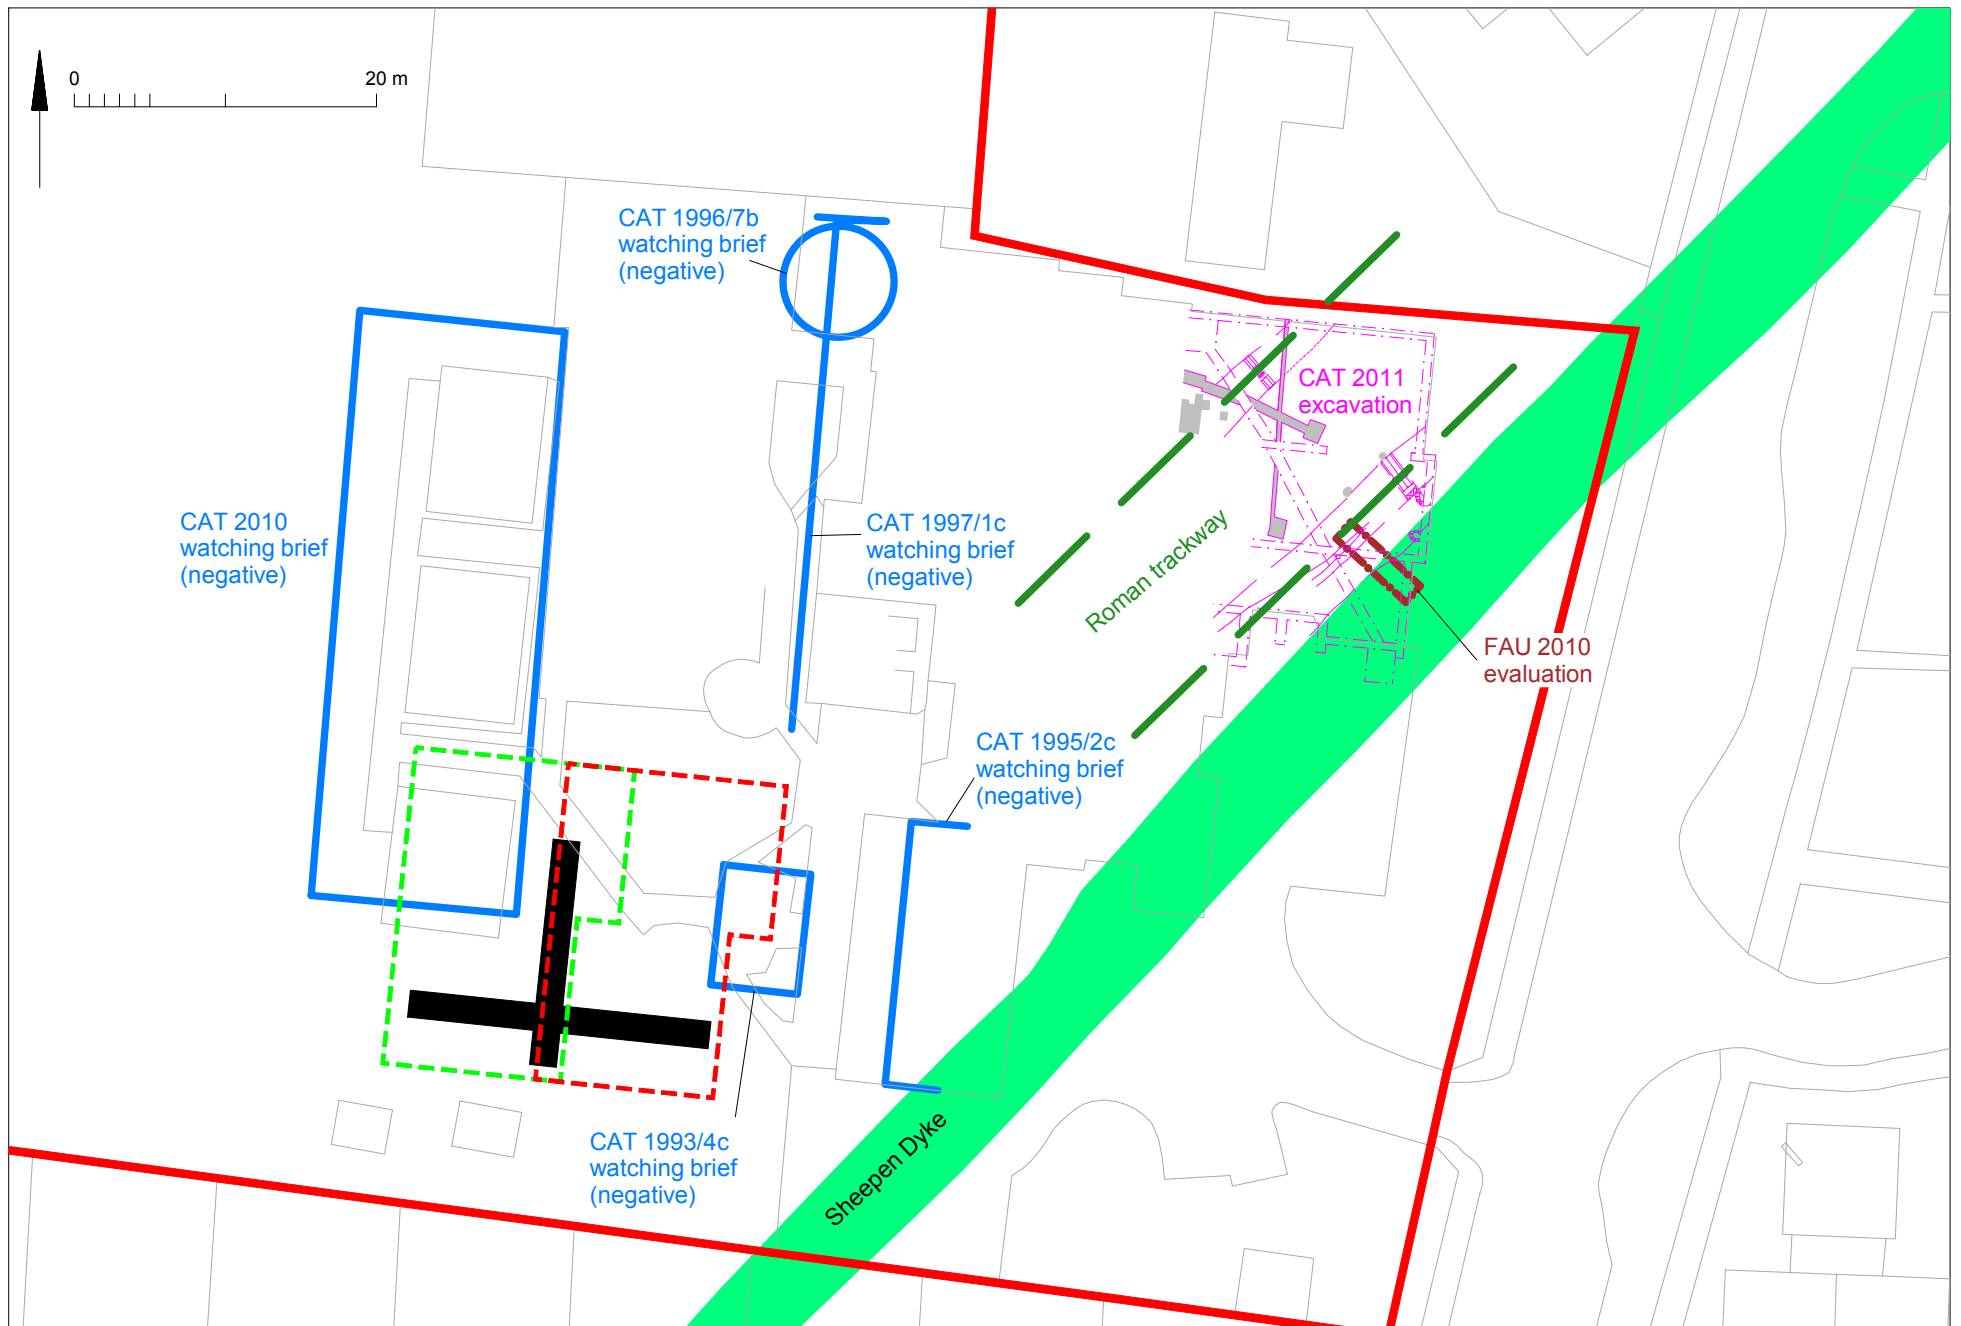 0
20 m
CAT 1996/7b
watching brief
(negative)
CAT 2011
excavation
CAT 2010
watching brief
(negative)
CAT 1997/1c
watching brief
(negative)
Roman trackway
FAU 2010
evaluation
CAT 1995/2c
watching brief
(negative)
CAT 1993/4c
watching brief
(negative)
Sheepen Dyke